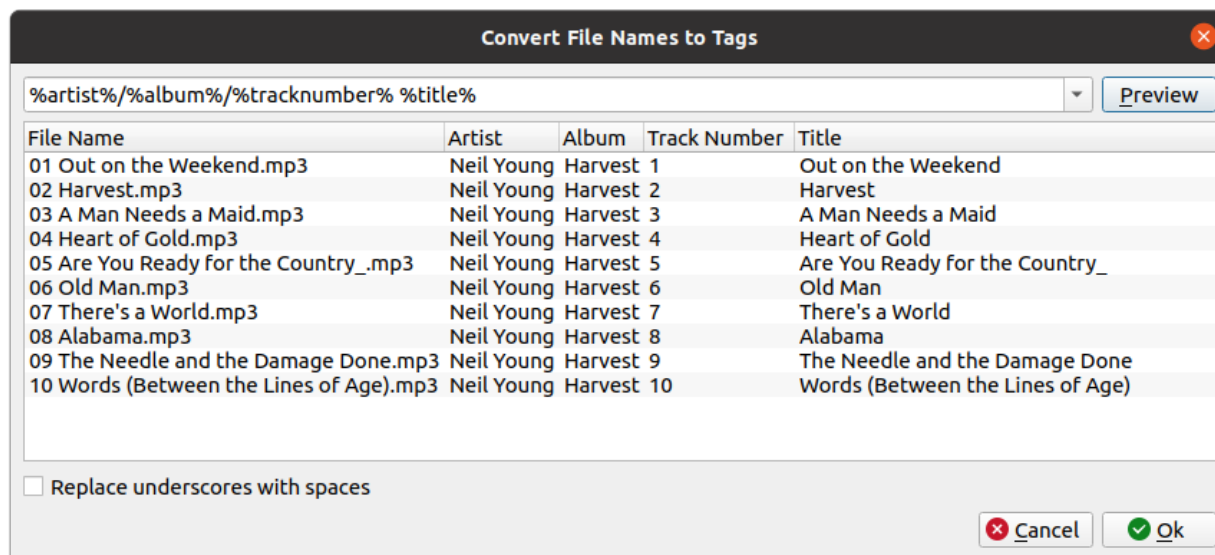 Convert File Names to Tags
%artist%/%album%/%tracknumber% %title%
Preview
File Name Artist Album Track Number Title
01 Out on the Weekend.mp3 Neil Young Harvest 1 Out on the Weekend
02 Harvest.mp3 Neil Young Harvest 2 Harvest
03 A Man Needs a Maid.mp3 Neil Young Harvest 3 A Man Needs a Maid
04 Heart of Gold.mp3 Neil Young Harvest 4 Heart of Gold
05 Are You Ready for the Country_.mp3 Neil Young Harvest 5 Are You Ready for the Country_
06 Old Man.mp3 Neil Young Harvest 6 Old Man
07 There's a World.mp3 Neil Young Harvest 7 There's a World
08 Alabama.mp3 Neil Young Harvest 8 Alabama
09 The Needle and the Damage Done.mp3 Neil Young Harvest 9 The Needle and the Damage Done
10 Words (Between the Lines of Age).mp3 Neil Young Harvest 10 Words (Between the Lines of Age)
Replace underscores with spaces
Cancel Ok